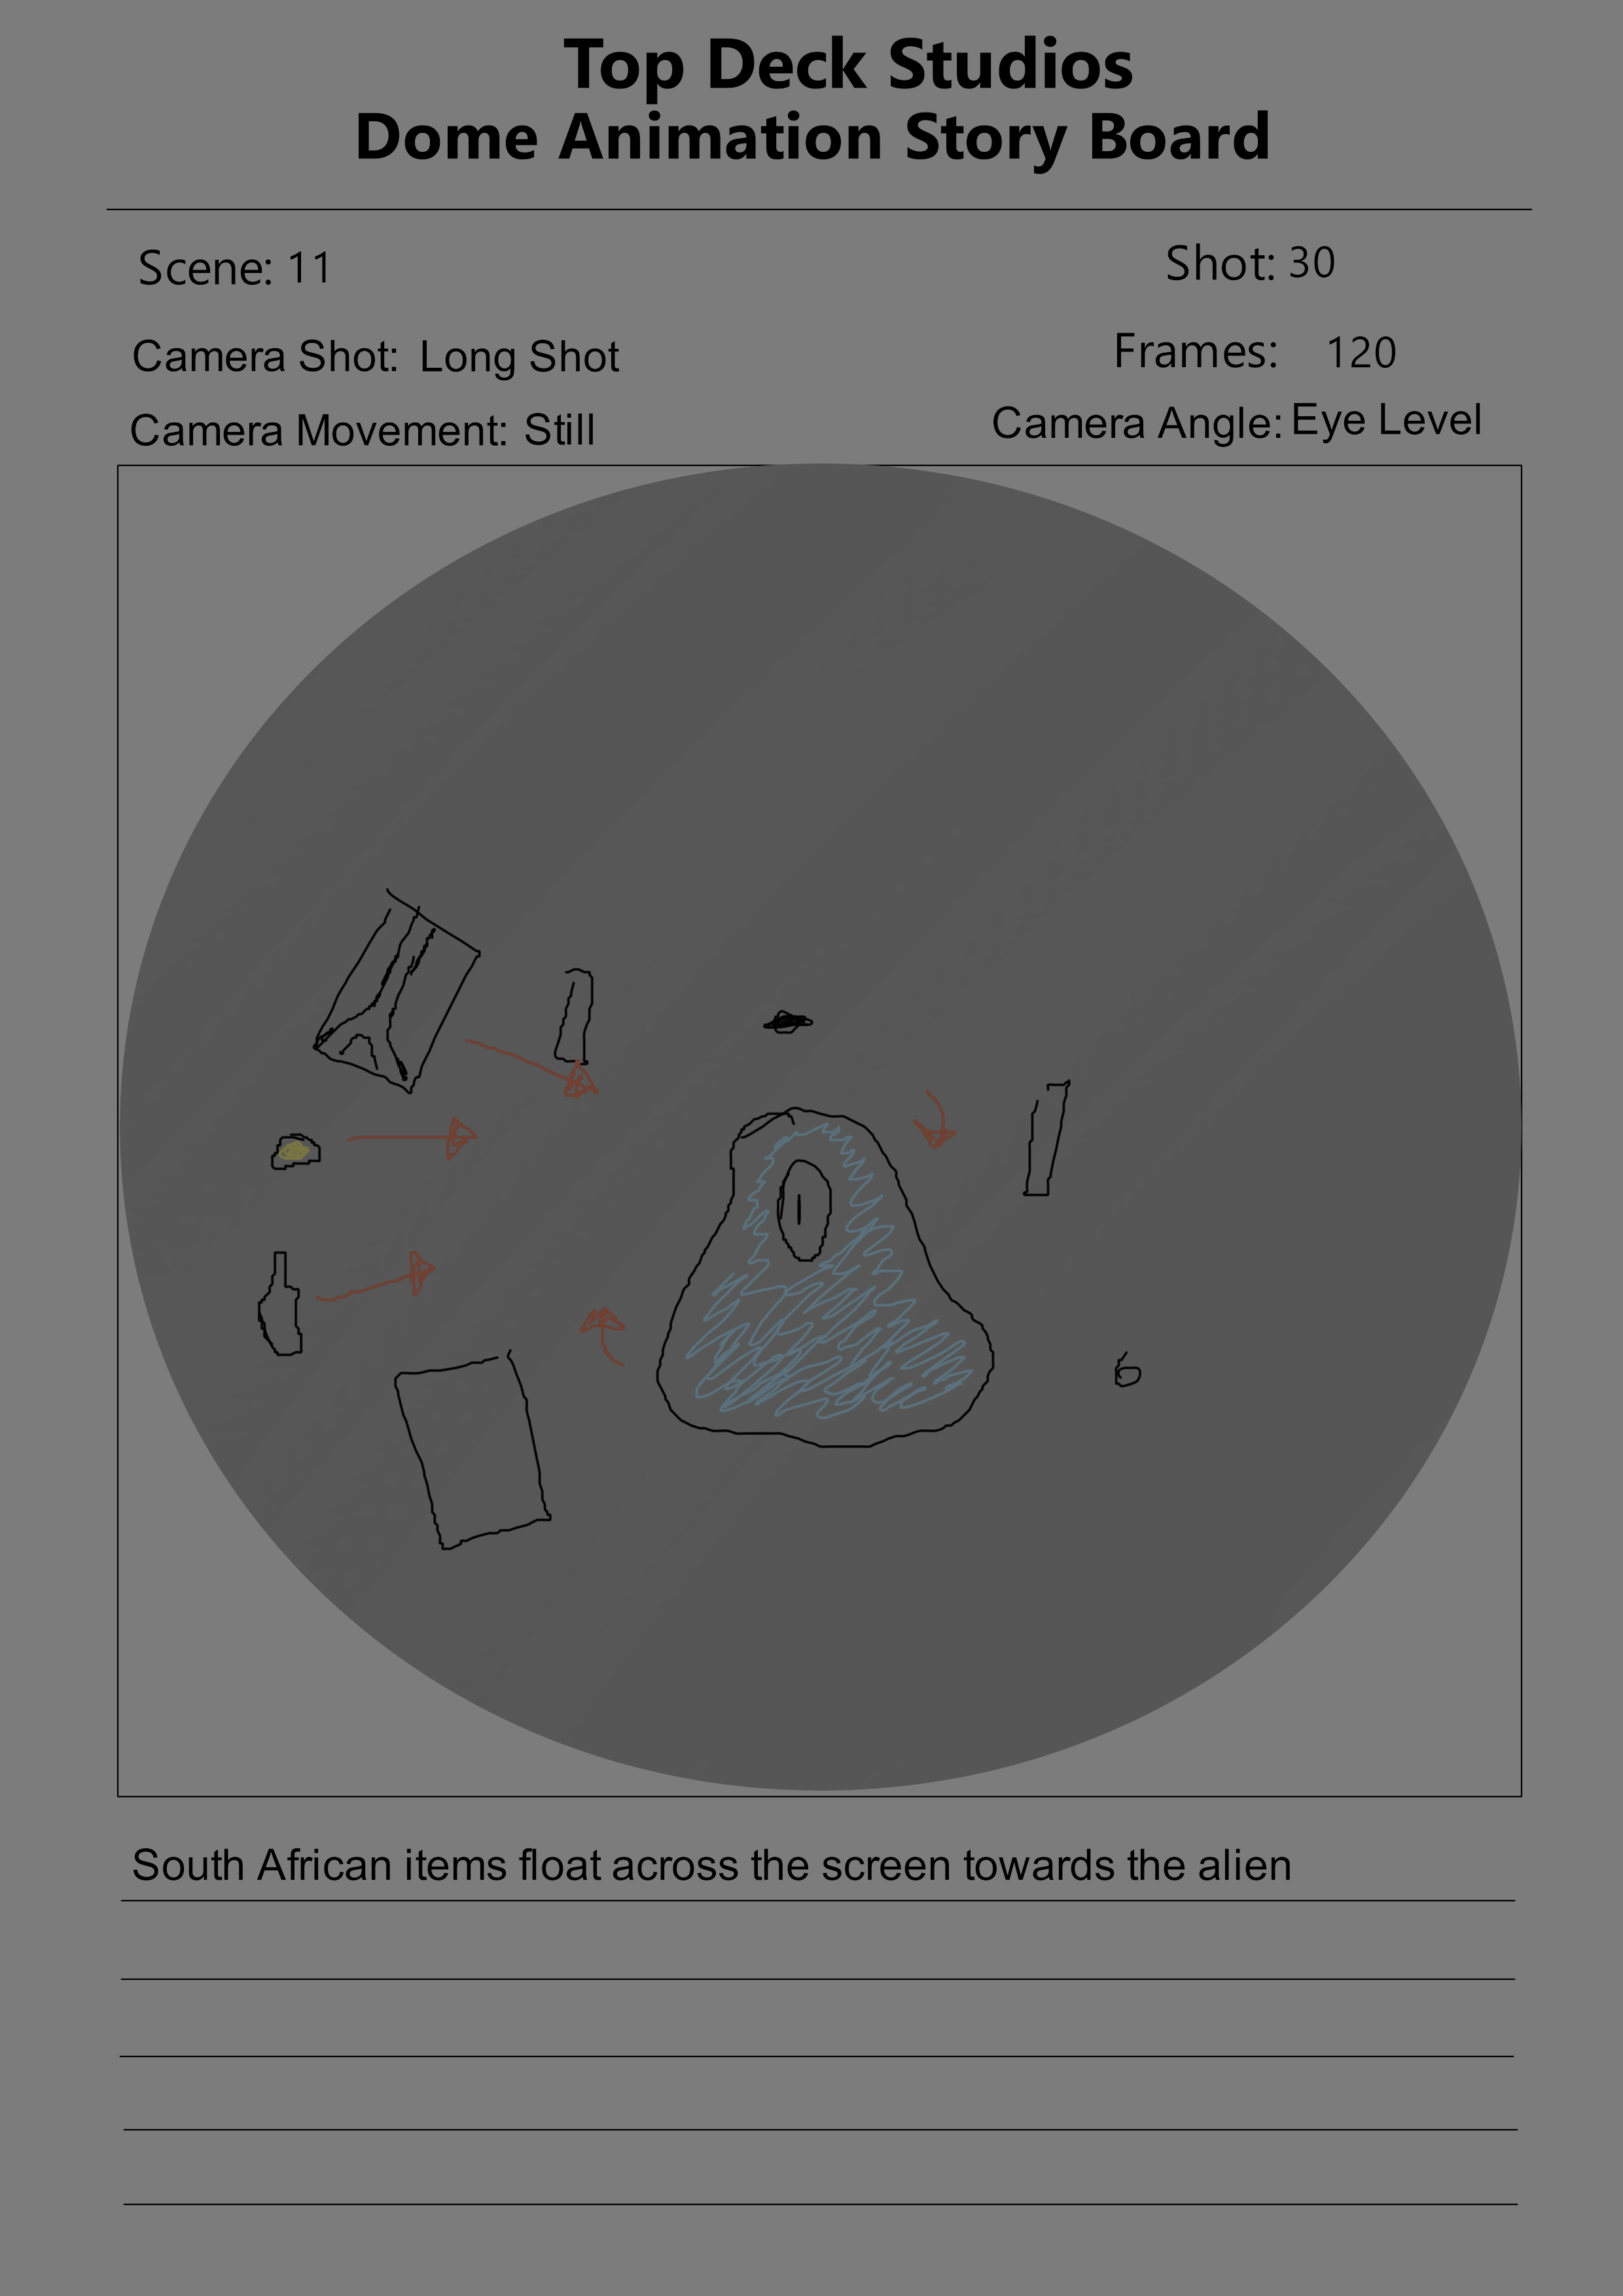 Top Deck Studios
Dome Animation Story Board
Scene: 11
Shot: 30
Camera Shot: Long Shot
Frames: 120
Camera Movement: Still
Camera Angle: Eye Level
South African items float across the screen towards the alien